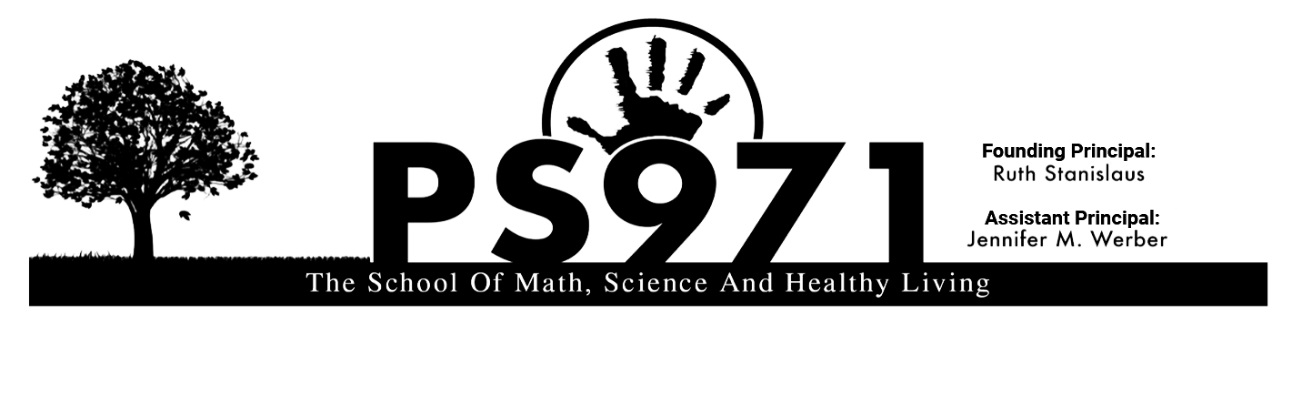 PS971
Founding Principal:
Ruth Stanislaus
Assistant Principal:
Jennifer M. Werber
The School Of Math, Science And Healthy Living